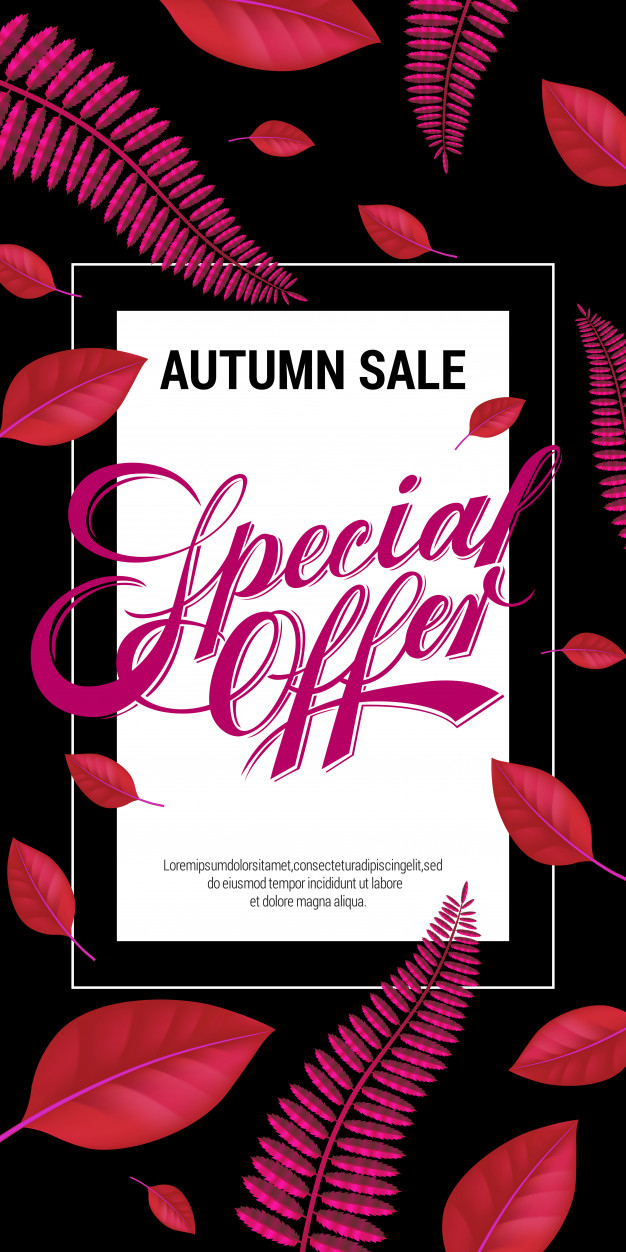 AUTUMN SALE
Special
Offer
Loremipsumdolorsitamet,consecteturadipiscingelit,sed
do eiusmod tempor incididunt ut labore
et dolore magna aliqua.